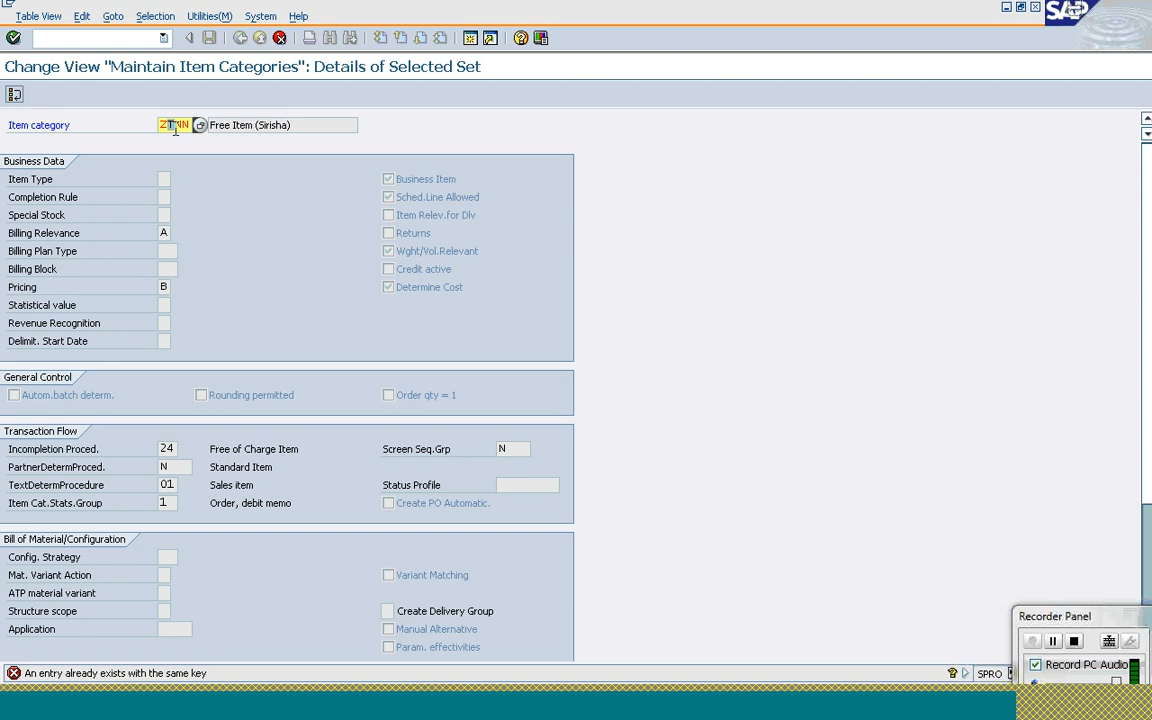 Table View Edit Goto Selection Utilities(M) System Help
SAP
Change View "Maintain Item Categories": Details of Selected Set
Item category Free Item (Sirisha)
Business Data
Item Type Business Item
Completion Rule Sched.Line Allowed
Special Stock Item Relev.for Dlv
Billing Relevance A Returns
Billing Plan Type Wght/Vol.Relevant
Billing Block Credit active
Pricing B Determine Cost
Statistical value
Revenue Recognition
Delimit. Start Date
General Control
Autom.batch determ. Rounding permitted Order qty = 1
Transaction Flow
Incompletion Proced. 24 Free of Charge Item Screen Seq.Grp N
PartnerDetermProced. N Standard Item
TextDetermProcedure 01 Sales item Status Profile
Item Cat.Stats.Group 1 Order, debit memo Create PO Automatic.
Bill of Material/Configuration
Config. Strategy
Mat. Variant Action Variant Matching
ATP material variant
Structure scope Create Delivery Group
Application Manual Alternative
Param. effectivities
Recorder Panel
Record PC Audio
An entry already exists with the same key SPRO